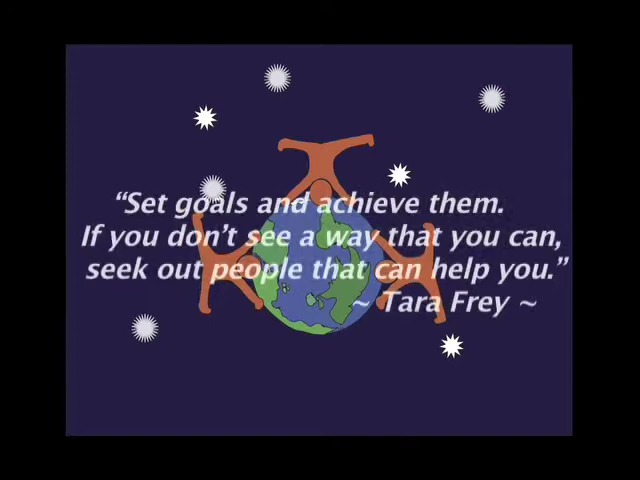 “Set goals and achieve them.
If you don’t see a way that you can,
seek out people that can help you.”
~ Tara Frey ~